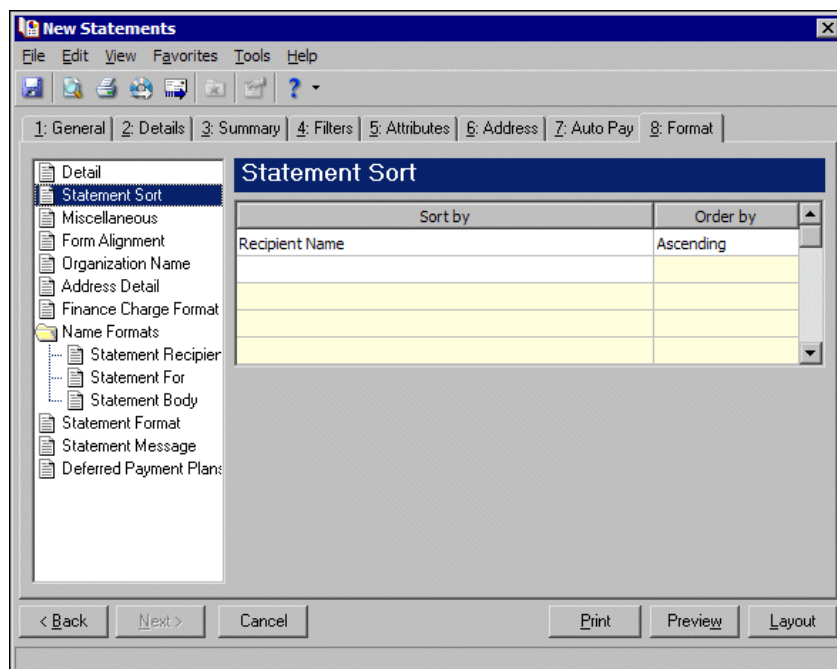 New Statements
File Edit View Favorites Tools Help
1: General 2: Details 3: Summary 4: Filters 5: Attributes 6: Address 7: Auto Pay 8: Format
Detail
Statement Sort
Miscellaneous
Form Alignment
Organization Name
Address Detail
Finance Charge Format
Name Formats
Statement Recipien
Statement For
Statement Body
Statement Format
Statement Message
Deferred Payment Plans
Statement Sort
Sort by Order by
Recipient Name Ascending
< Back Next > Cancel Print Preview Layout